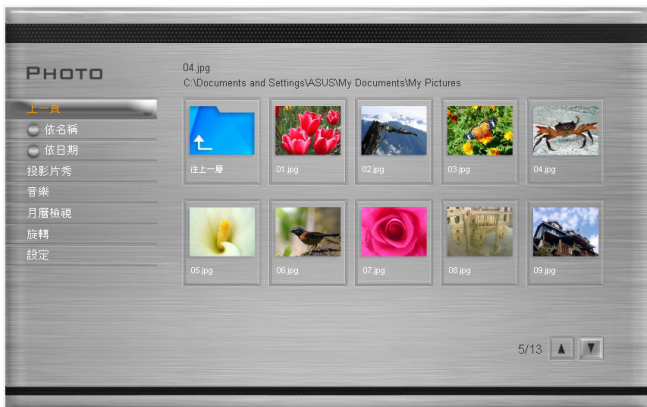 PHOTO
04.jpg
C:\Documents and Settings\ASUS\My Documents\My Pictures
上一頁
依名稱
依日期
投影片秀
音樂
月曆檢視
旋轉
設定
往上一層
01.jpg
02.jpg
03.jpg
04.jpg
05.jpg
06.jpg
07.jpg
08.jpg
09.jpg
5/13